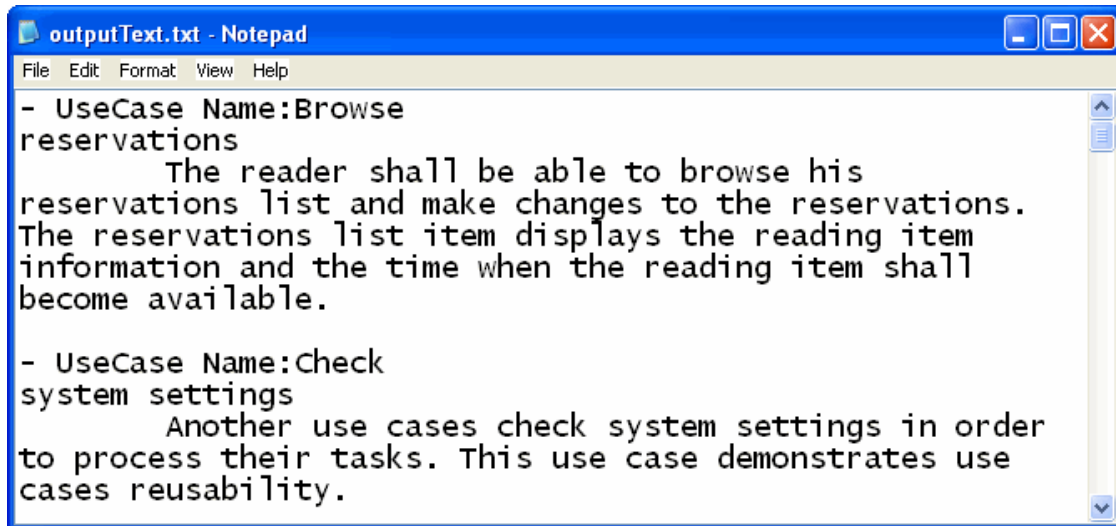 outputText.txt - Notepad
File Edit Format View Help
- UseCase Name:Browse
reservations
The reader shall be able to browse his
reservations list and make changes to the reservations.
The reservations list item displays the reading item
information and the time when the reading item shall
become available.
- UseCase Name:Check
system settings
Another use cases check system settings in order
to process their tasks. This use case demonstrates use
cases reusability.